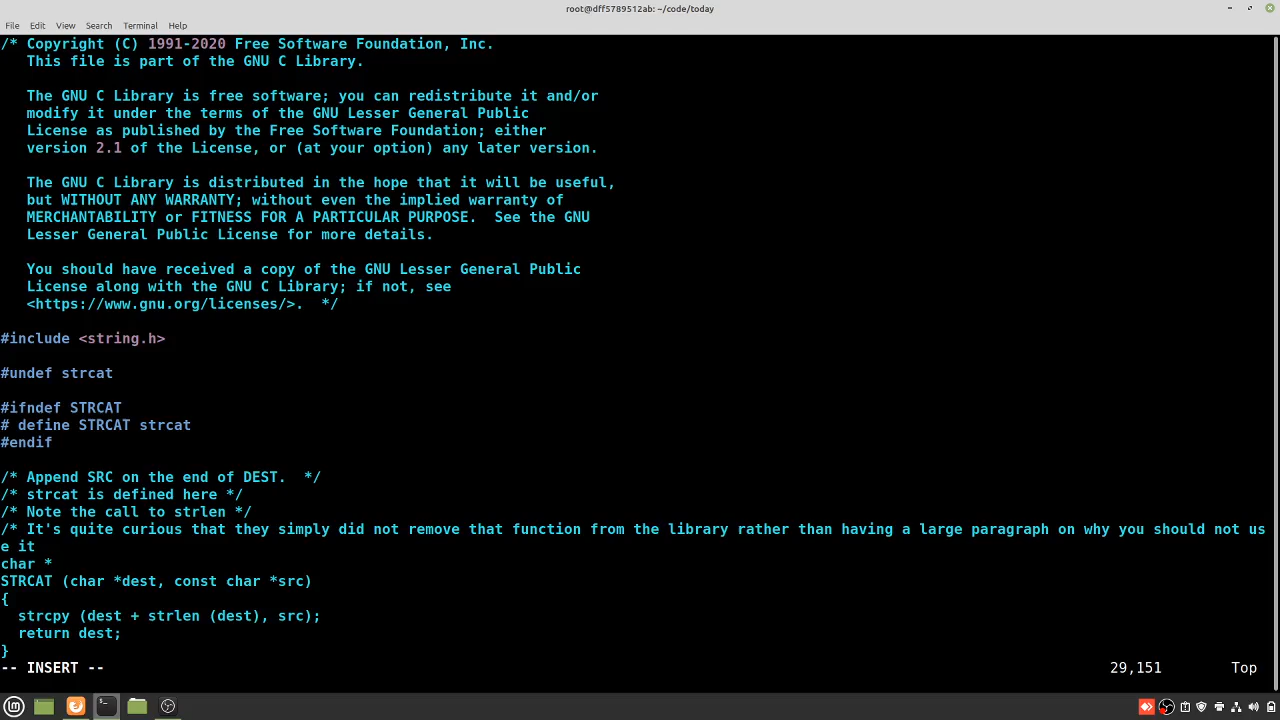 root@dff5789512ab: ~/code/today
File Edit View Search Terminal Help
/* Copyright (C) 1991-2020 Free Software Foundation, Inc.
   This file is part of the GNU C Library.

   The GNU C Library is free software; you can redistribute it and/or
   modify it under the terms of the GNU Lesser General Public
   License as published by the Free Software Foundation; either
   version 2.1 of the License, or (at your option) any later version.

   The GNU C Library is distributed in the hope that it will be useful,
   but WITHOUT ANY WARRANTY; without even the implied warranty of
   MERCHANTABILITY or FITNESS FOR A PARTICULAR PURPOSE.  See the GNU
   Lesser General Public License for more details.

   You should have received a copy of the GNU Lesser General Public
   License along with the GNU C Library; if not, see
   <https://www.gnu.org/licenses/>.  */

#include <string.h>

#undef strcat

#ifndef STRCAT
# define STRCAT strcat
#endif

/* Append SRC on the end of DEST.  */
/* strcat is defined here */
/* Note the call to strlen */
/* It's quite curious that they simply did not remove that function from the library rather than having a large paragraph on why you should not us
e it
char *
STRCAT (char *dest, const char *src)
{
  strcpy (dest + strlen (dest), src);
  return dest;
}
-- INSERT -- 29,151 Top